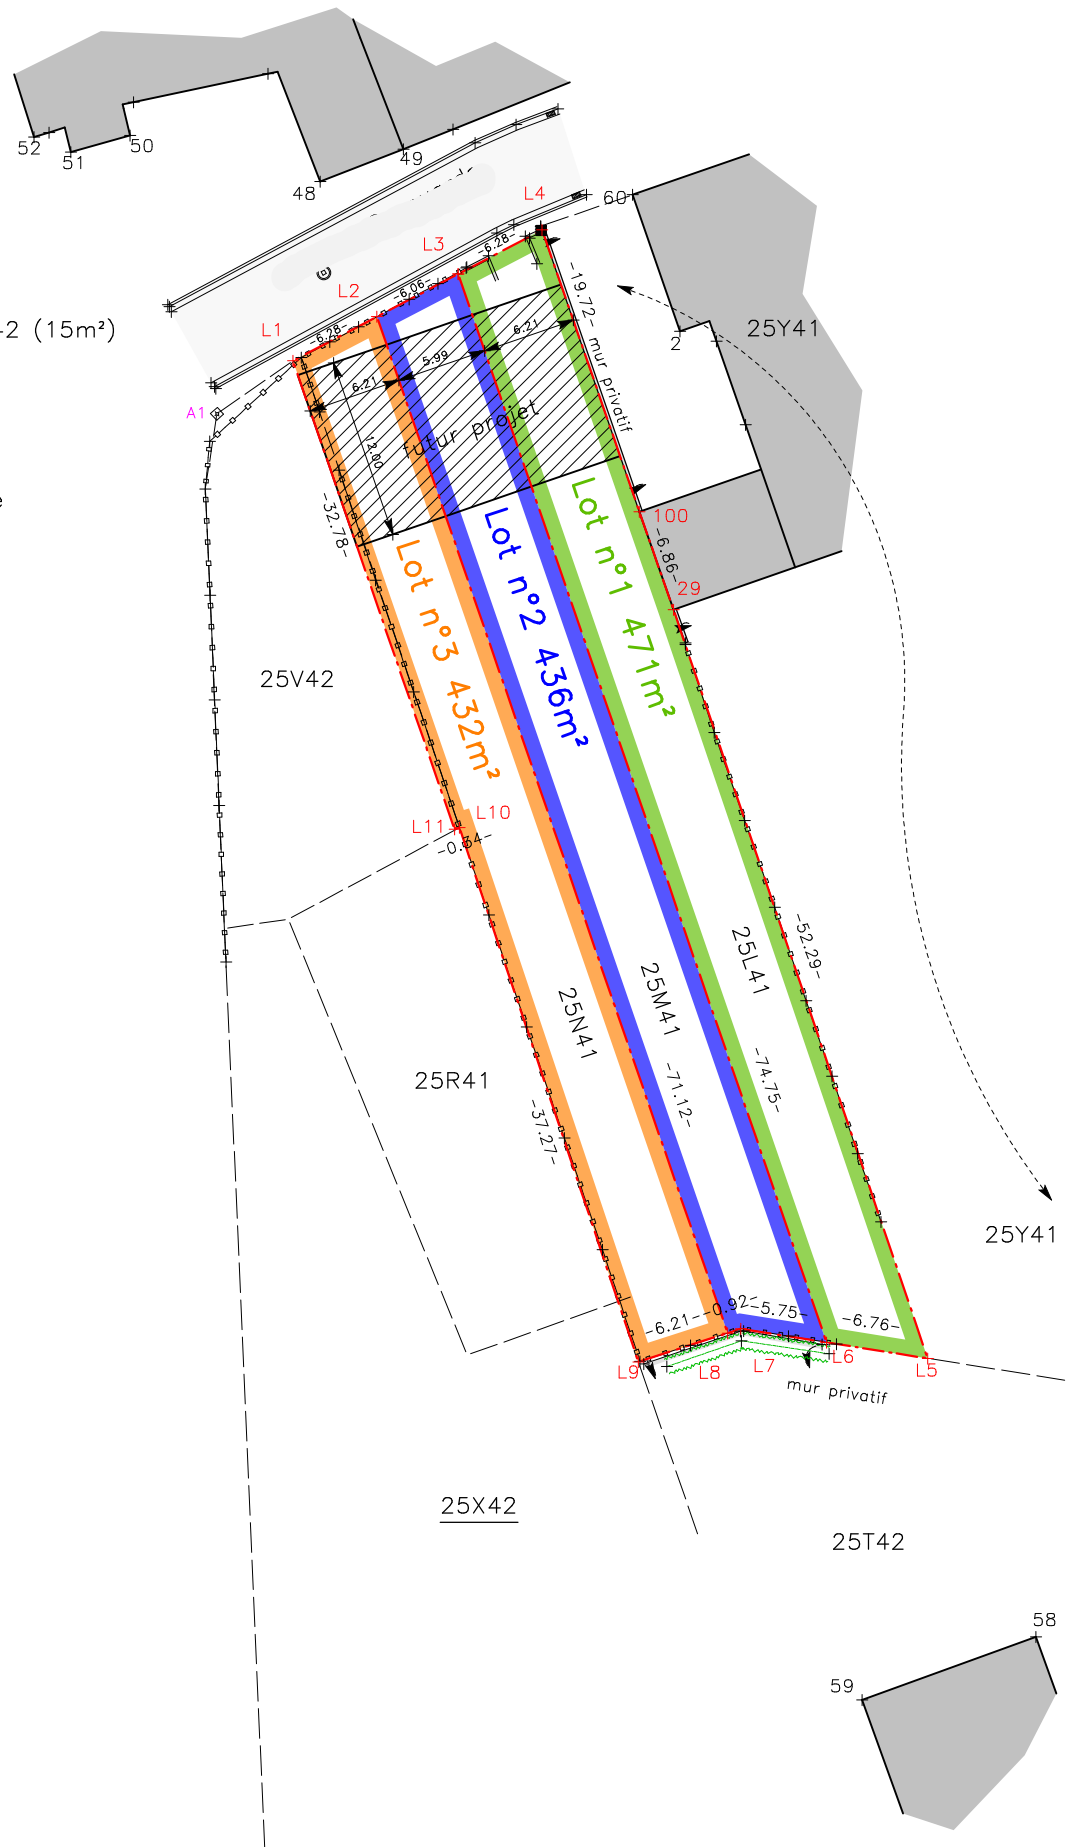 52
51
50
49
48
60
L4
L3
L2
L1
-6.28-
-6.06-
-6.28-
-2 (15m²)
A1
-19.72- mur privatif
25Y41
2
6.21
5.99
6.21
12.00
futur projet
-32.78-
100
-6.86-
29
Lot n°1 471m²
Lot n°2 436m²
Lot n°3 432m²
25V42
L11
L10
-0.34-
-52.29-
25L41
25M41
25N41
-74.75-
-71.12-
25R41
-37.27-
25Y41
-6.21-
-0.92-
-5.75-
-6.76-
L9
L8
L7
L6
L5
mur privatif
25X42
25T42
58
59